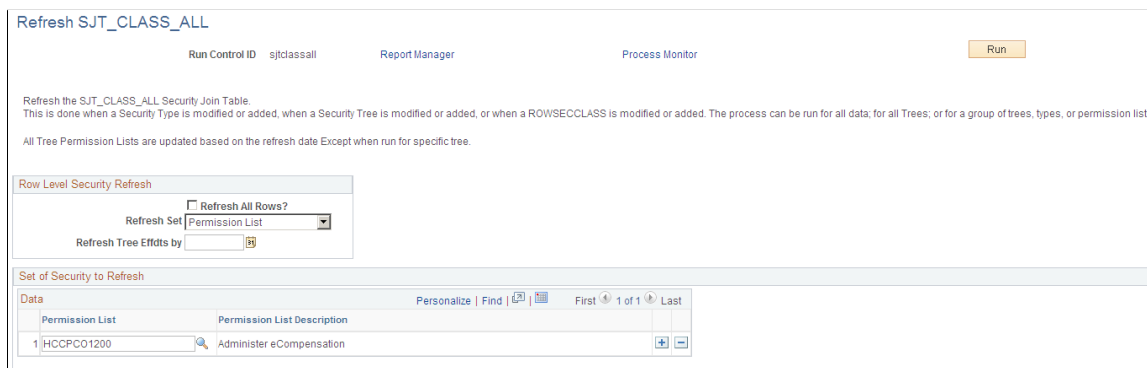 Refresh SJT_CLASS_ALL
Run Control ID sjtclassall Report Manager Process Monitor Run
Refresh the SJT_CLASS_ALL Security Join Table.
This is done when a Security Type is modified or added, when a Security Tree is modified or added, or when a ROWSECCLASS is modified or added. The process can be run for all data; for all Trees; or for a group of trees, types, or permission list
All Tree Permission Lists are updated based on the refresh date Except when run for specific tree.
Row Level Security Refresh
Refresh All Rows?
Refresh Set Permission List
Refresh Tree Effdts by 31
Set of Security to Refresh
Data Personalize | Find | | First 1 of 1 Last
Permission List Permission List Description
1 HCCPCO1200 Administer eCompensation + -